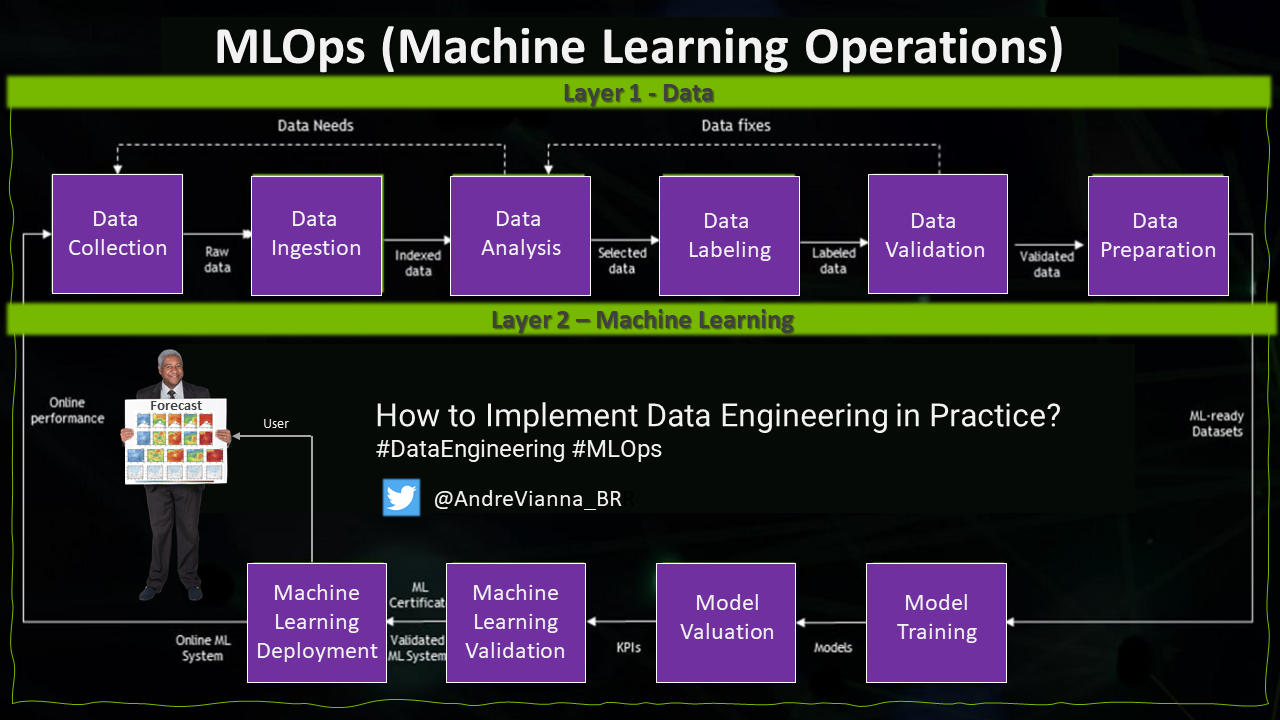 MLOps (Machine Learning Operations)
Layer 1 - Data
Data Needs
Data fixes
Data
Collection
Raw
data
Data
Ingestion
Indexed
data
Data
Analysis
Selected
data
Data
Labeling
Labeled
data
Data
Validation
Validated
data
Data
Preparation
Layer 2 – Machine Learning
Online
performance
Forecast
User
How to Implement Data Engineering in Practice?
#DataEngineering #MLOps
@AndreVianna_BR
ML-ready
Datasets
Online ML
System
Machine
Learning
Deployment
ML
Certificat
Validated
ML System
Machine
Learning
Validation
KPIs
Model
Valuation
Models
Model
Training